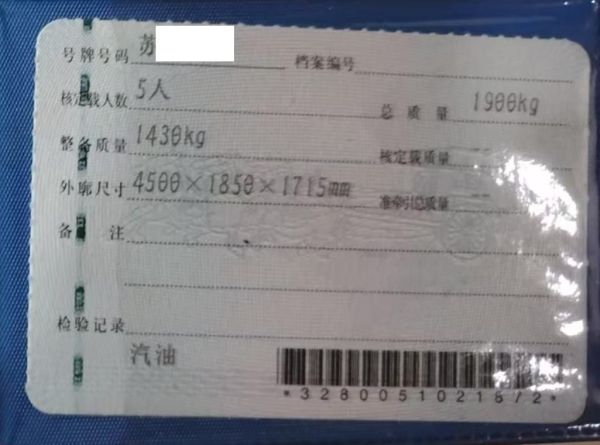 号牌号码 苏 档案编号
核定载人数 5人 总质量 1900kg
整备质量 1430kg 核定载质量 --
外廓尺寸 4500×1850×1715mm 准牵引总质量 --
备 注
检验记录
汽油
*3280051021872*